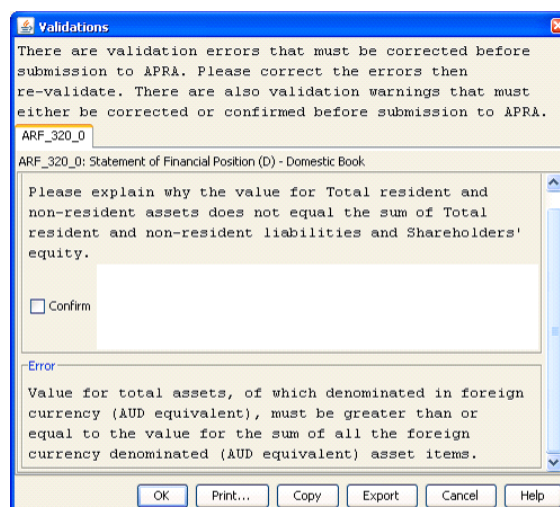 Validations
There are validation errors that must be corrected before
submission to APRA. Please correct the errors then
re-validate. There are also validation warnings that must
either be corrected or confirmed before submission to APRA.
ARF_320_0
ARF_320_0: Statement of Financial Position (D) - Domestic Book
Please explain why the value for Total resident and
non-resident assets does not equal the sum of Total
resident and non-resident liabilities and Shareholders'
equity.
Confirm
Error
Value for total assets, of which denominated in foreign
currency (AUD equivalent), must be greater than or
equal to the value for the sum of all the foreign
currency denominated (AUD equivalent) asset items.
OK Print... Copy Export Cancel Help